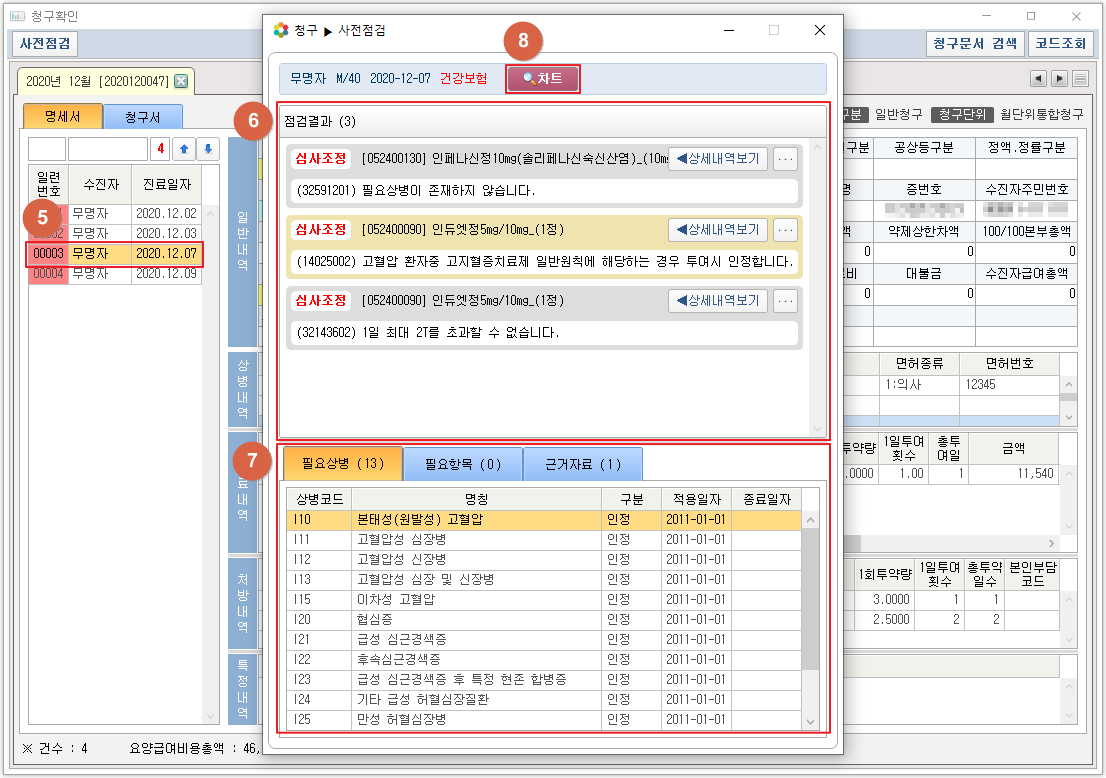 청구확인
사전점검
청구문서 검색
코드조회
2020년 12월 [2020120047]
명세서
청구서
4
일련
번호
수진자
진료일자
무명자
2020.12.02
무명자
2020.12.03
00003
무명자
2020.12.07
00004
무명자
2020.12.09
5
일반내역
상병내역
료내역
처방내역
특정내역
※ 건수 : 4
요양급여비용총액 : 46,
청구 ▶ 사전점검
8
무명자 M/40 2020-12-07 건강보험
차트
6
점검결과 (3)
심사조정 [052400130] 인페나신정10mg(솔리페나신숙신산염)_(10mg
◀상세내역보기 ...
(32591201) 필요상병이 존재하지 않습니다.
심사조정 [052400090] 인듀엣정5mg/10mg_(1정)
◀상세내역보기 ...
(14025002) 고혈압 환자중 고지혈증치료제 일반원칙에 해당하는 경우 투여시 인정합니다.
심사조정 [052400090] 인듀엣정5mg/10mg_(1정)
◀상세내역보기 ...
(32143602) 1일 최대 2T를 초과할 수 없습니다.
7
필요상병 (13)
필요항목 (0)
근거자료 (1)
상병코드 명칭 구분 적용일자 종료일자
I10 본태성(원발성) 고혈압 인정 2011-01-01
I11 고혈압성 심장병 인정 2011-01-01
I12 고혈압성 신장병 인정 2011-01-01
I13 고혈압성 심장 및 신장병 인정 2011-01-01
I15 이차성 고혈압 인정 2011-01-01
I20 협심증 인정 2011-01-01
I21 급성 심근경색증 인정 2011-01-01
I22 후속심근경색증 인정 2011-01-01
I23 급성 심근경색증 후 특정 현존 합병증 인정 2011-01-01
I24 기타 급성 허혈심장질환 인정 2011-01-01
I25 만성 허혈심장병 인정 2011-01-01
구분 일반청구 청구단위 월단위통합청구
구분 공상등구분 정액.정률구분
명 증번호 수진자주민번호
액 약제상한차액 100/100본부총액
0 0 0
비 대불금 수진자급여총액
0 0 0
면허종류 면허번호
1:의사 12345
투약량 1일투여
횟수 총투
여일 금액
.0000 1.00 1 11,540
1회투약량 1일투여
횟수 총투약
일수 본인부담
코드
3.0000 1 1
2.5000 2 2